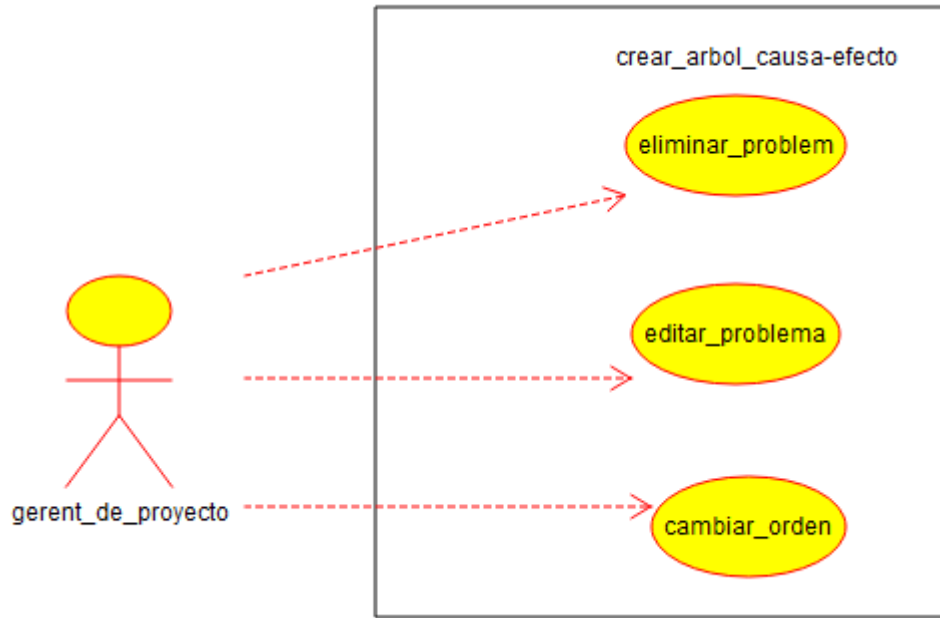 crear_arbol_causa-efecto
eliminar_problem
editar_problema
gerent_de_proyecto
cambiar_orden